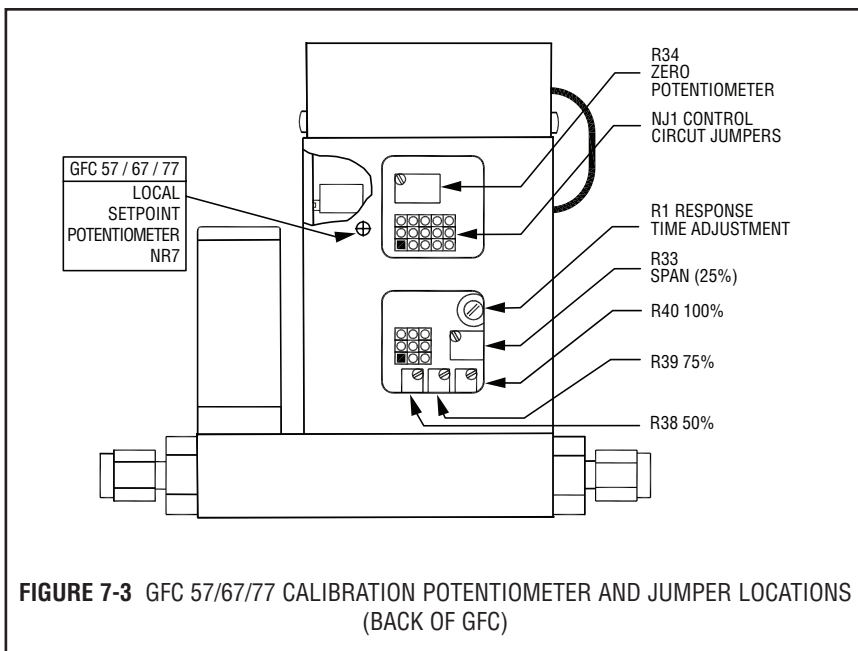 R34
ZERO
POTENTIOMETER
NJ1 CONTROL
CIRCUT JUMPERS
GFC 57 / 67 / 77
LOCAL
SETPOINT
POTENTIOMETER
NR7
R1 RESPONSE
TIME ADJUSTMENT
R33
SPAN (25%)
R40 100%
R39 75%
R38 50%
FIGURE 7-3 GFC 57/67/77 CALIBRATION POTENTIOMETER AND JUMPER LOCATIONS
(BACK OF GFC)